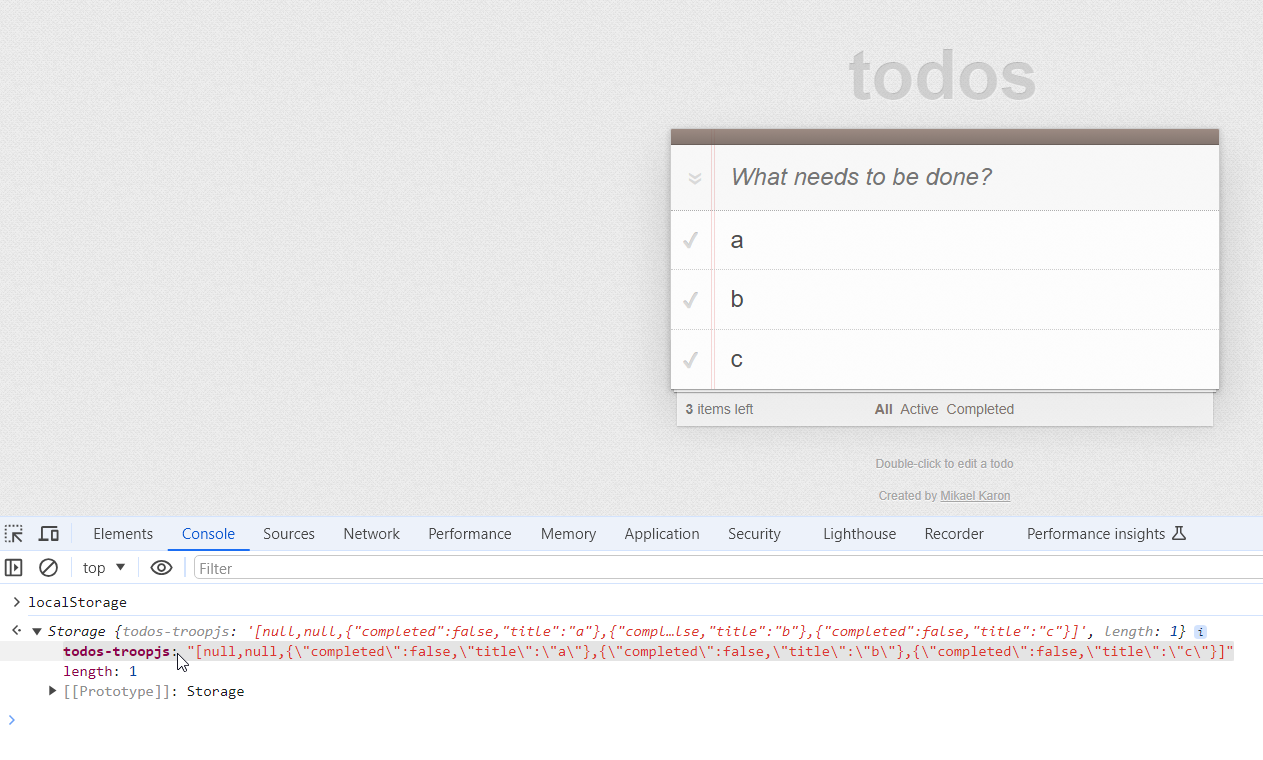 todos
What needs to be done?
a
b
c
3 items left All Active Completed
Double-click to edit a todo
Created by Mikael Karon
Elements Console Sources Network Performance Memory Application Security Lighthouse Recorder Performance insights
top Filter
localStorage
Storage {todos-troopjs: '[null,null,{"completed":false,"title":"a"},{"compl…lse,"title":"b"},{"completed":false,"title":"c"}]', length: 1}
todos-troopjs: "[null,null,{\"completed\":false,\"title\":\"a\"},{\"completed\":false,\"title\":\"b\"},{\"completed\":false,\"title\":\"c\"}]"
length: 1
[[Prototype]]: Storage